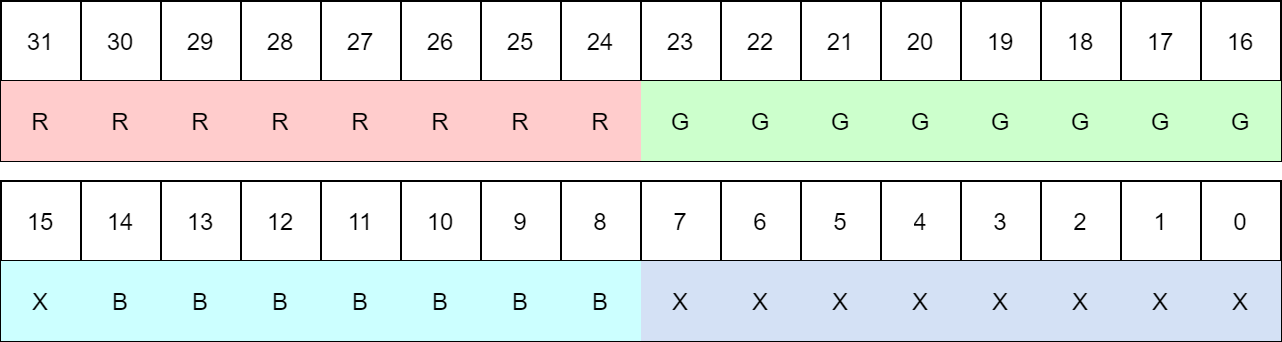 31 30 29 28 27 26 25 24 23 22 21 20 19 18 17 16
R R R R R R R R G G G G G G G G
15 14 13 12 11 10 9 8 7 6 5 4 3 2 1 0
X B B B B B B B X X X X X X X X